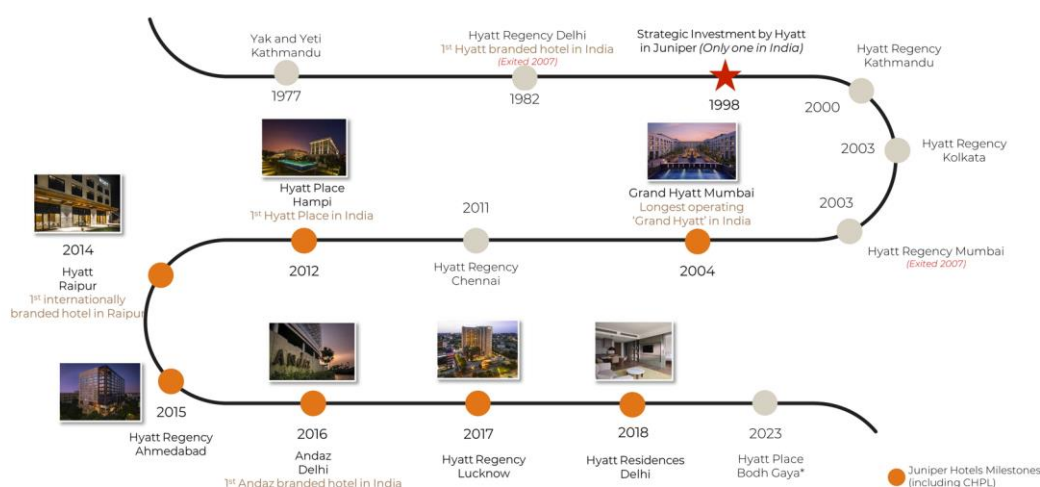 Yak and Yeti
Kathmandu
1977
Hyatt Regency Delhi
1st Hyatt branded hotel in India
(Exited 2007)
1982
Strategic Investment by Hyatt
in Juniper (Only one in India)
1998
Hyatt Regency
Kathmandu
2000
2003
Hyatt Regency
Kolkata
2003
Hyatt Regency Mumbai
(Exited 2007)
Grand Hyatt Mumbai
Longest operating
'Grand Hyatt' in India
2004
2011
Hyatt Regency
Chennai
Hyatt Place
Hampi
1st Hyatt Place in India
2012
2014
Hyatt
Raipur
1st internationally
branded hotel in Raipur
2015
Hyatt Regency
Ahmedabad
ANDAZ
2016
Andaz
Delhi
1st Andaz branded hotel in India
2017
Hyatt Regency
Lucknow
2018
Hyatt Residences
Delhi
2023
Hyatt Place
Bodh Gaya*
Juniper Hotels Milestones
(including CHPL)